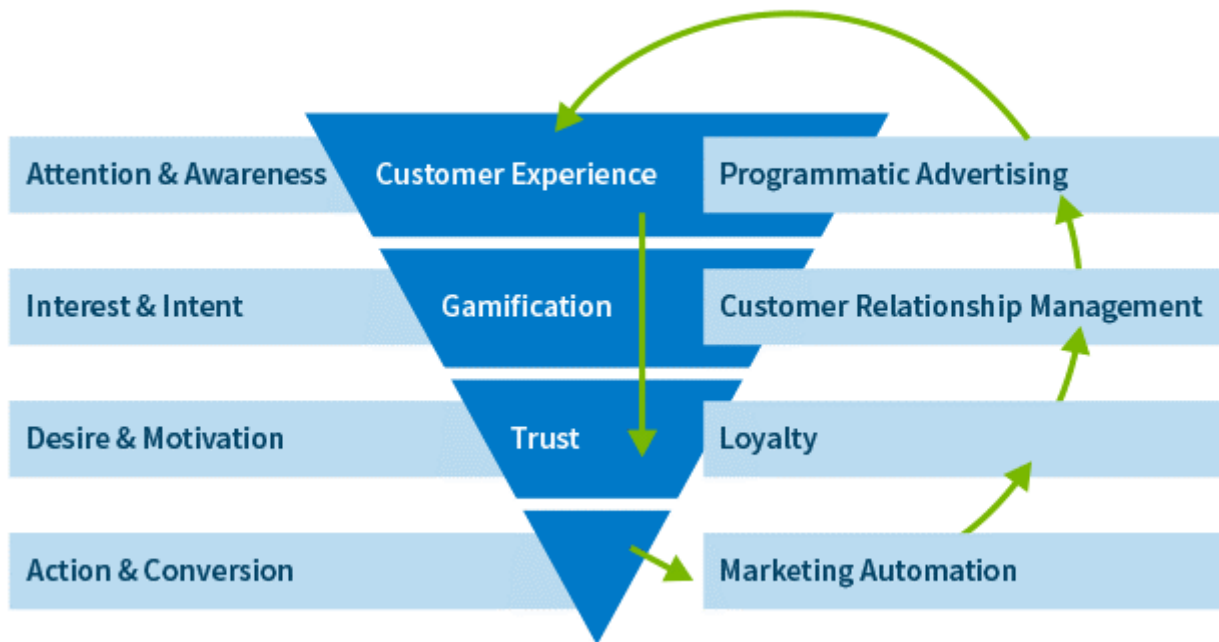 Attention & Awareness
Customer Experience
Programmatic Advertising
Interest & Intent
Gamification
Customer Relationship Management
Desire & Motivation
Trust
Loyalty
Action & Conversion
Marketing Automation